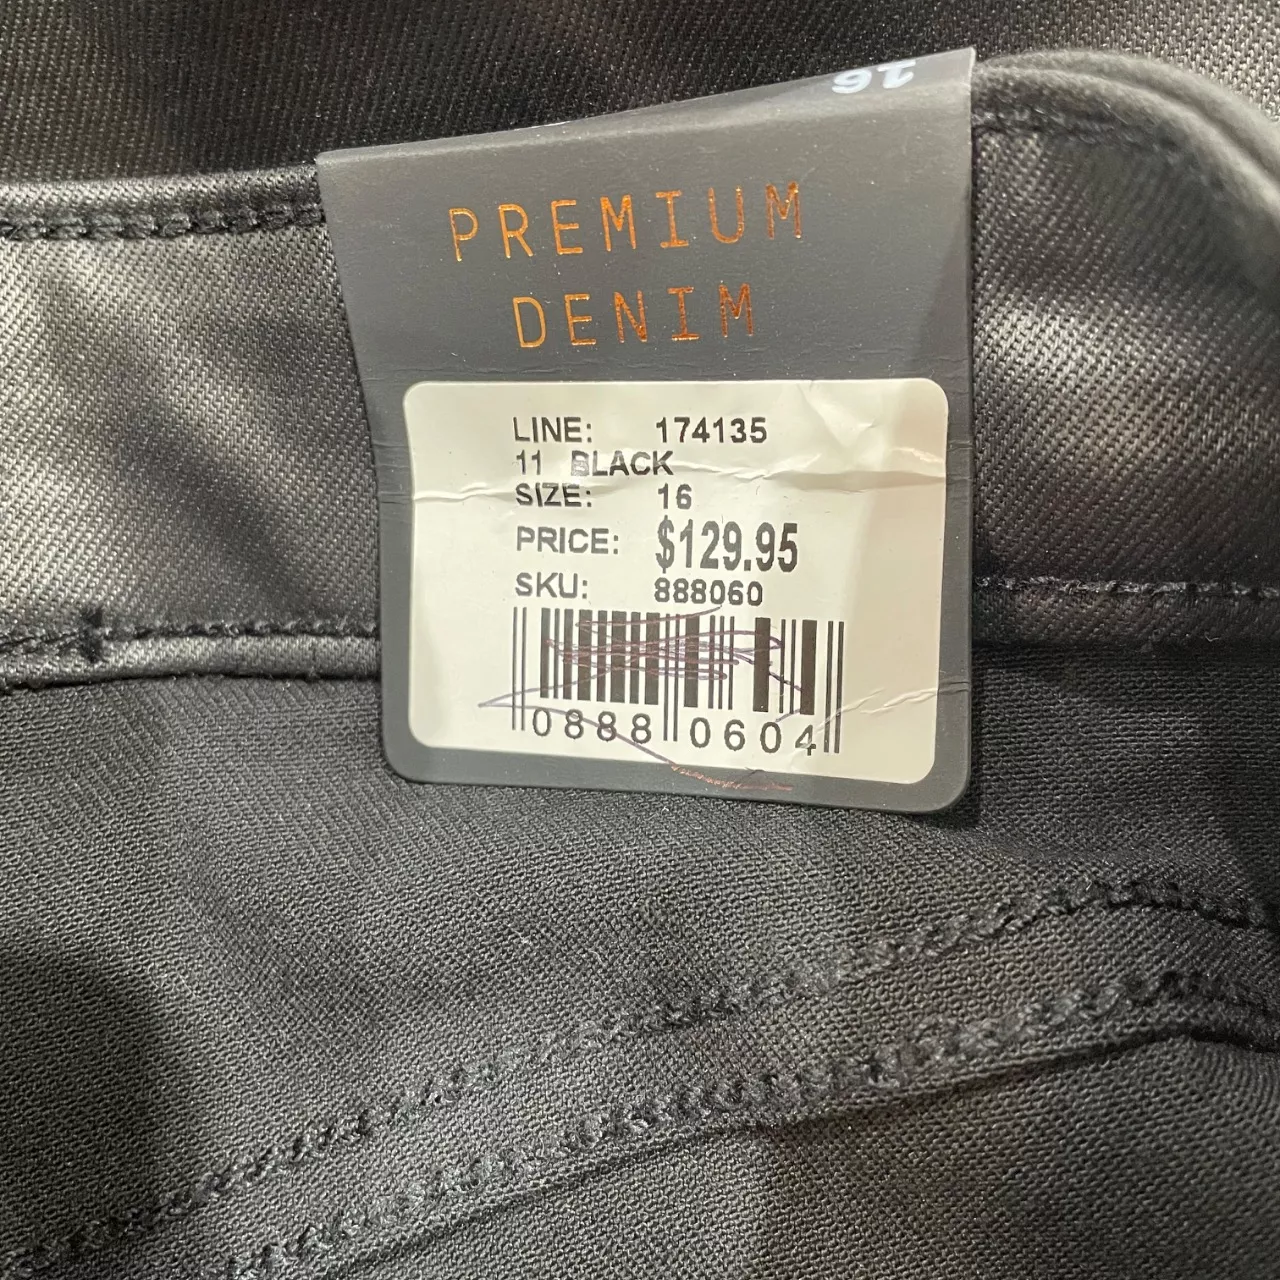 16
PREMIUM
DENIM
LINE: 174135
11 BLACK
SIZE: 16
PRICE: $129.95
SKU: 888060
0888 0604